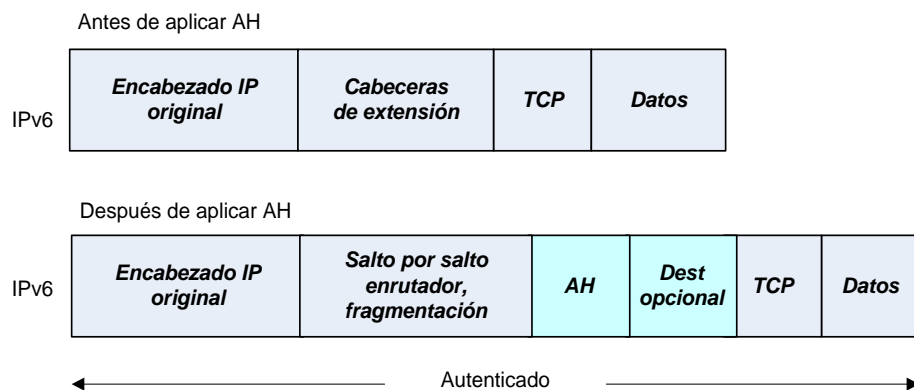 Antes de aplicar AH
IPv6
Encabezado IP
original
Cabeceras
de extensión
TCP
Datos
Después de aplicar AH
IPv6
Encabezado IP
original
Salto por salto
enrutador,
fragmentación
AH
Dest
opcional
TCP
Datos
Autenticado